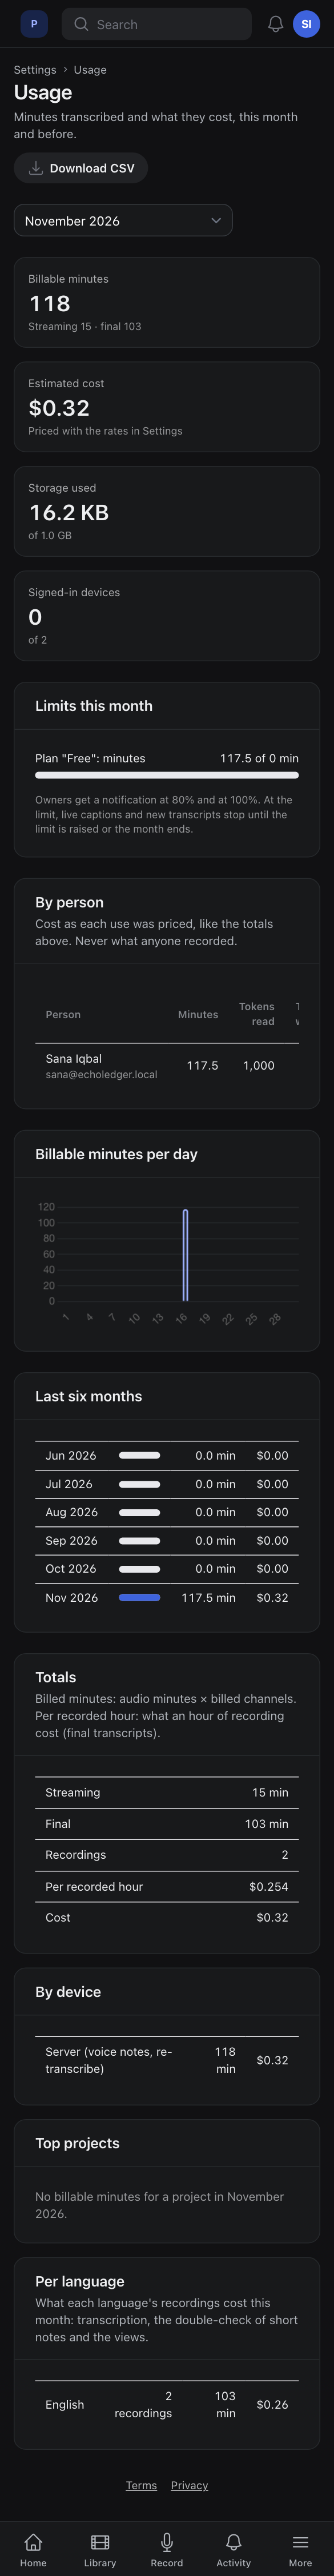 P
Search
SI
Settings > Usage
Usage
Minutes transcribed and what they cost, this month
and before.
Download CSV
November 2026
Billable minutes
118
Streaming 15 · final 103
Estimated cost
$0.32
Priced with the rates in Settings
Storage used
16.2 KB
of 1.0 GB
Signed-in devices
0
of 2
Limits this month
Plan "Free": minutes 117.5 of 0 min
Owners get a notification at 80% and at 100%. At the
limit, live captions and new transcripts stop until the
limit is raised or the month ends.
By person
Cost as each use was priced, like the totals
above. Never what anyone recorded.
Person Minutes Tokens
read
Sana Iqbal
sana@echoledger.local 117.5 1,000
Billable minutes per day
120
100
80
60
40
20
0
1 4 7 10 13 16 19 22 25 28
Last six months
Jun 2026 0.0 min $0.00
Jul 2026 0.0 min $0.00
Aug 2026 0.0 min $0.00
Sep 2026 0.0 min $0.00
Oct 2026 0.0 min $0.00
Nov 2026 117.5 min $0.32
Totals
Billed minutes: audio minutes × billed channels.
Per recorded hour: what an hour of recording
cost (final transcripts).
Streaming 15 min
Final 103 min
Recordings 2
Per recorded hour $0.254
Cost $0.32
By device
Server (voice notes, re-
transcribe) 118
min $0.32
Top projects
No billable minutes for a project in November
2026.
Per language
What each language's recordings cost this
month: transcription, the double-check of short
notes and the views.
English 2
recordings 103
min $0.26
Terms Privacy
Home Library Record Activity More